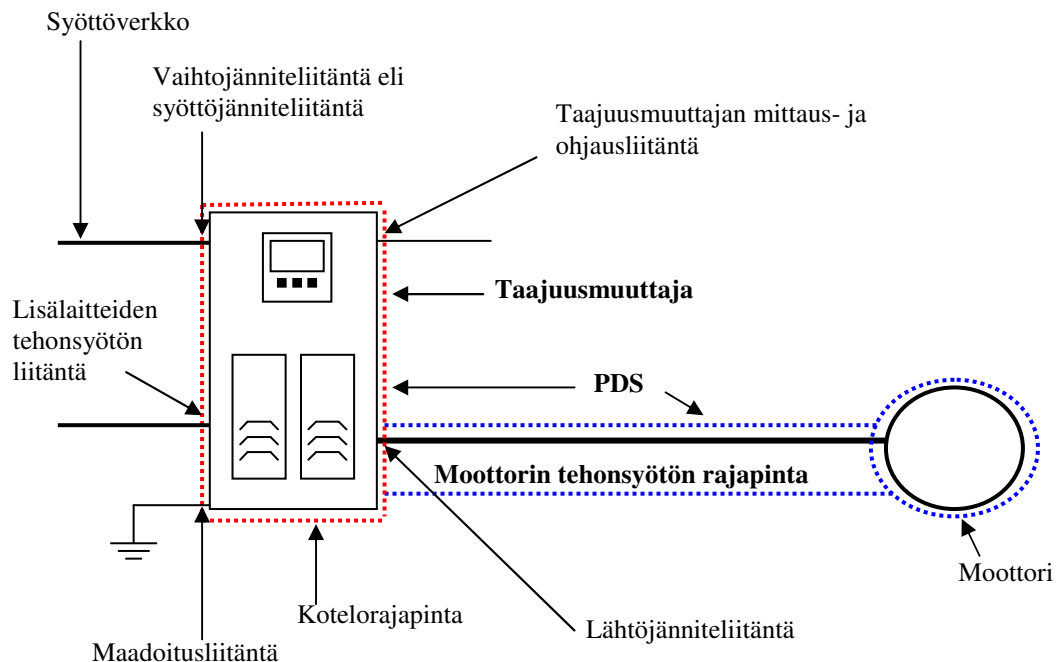 Syöttöverkko
Vaihtojänniteliitäntä eli
syöttöjänniteliitäntä
Taajuusmuuttajan mittaus- ja
ohjausliitäntä
Taajuusmuuttaja
Lisälaitteiden
tehonsyötön
liitäntä
PDS
Moottorin tehonsyötön rajapinta
Moottori
Kotelorajapinta
Lähtöjänniteliitäntä
Maadoitusliitäntä